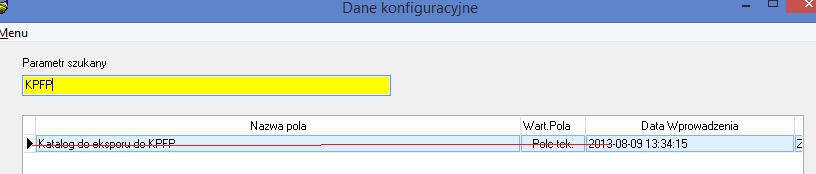 Dane konfiguracyjne
Menu
Parametr szukany
KPFP
Nazwa pola Wart.Pola Data Wprowadzenia
Katalog do eksporu do KPFP Pole tek. 2013-08-09 13:34:15 Z